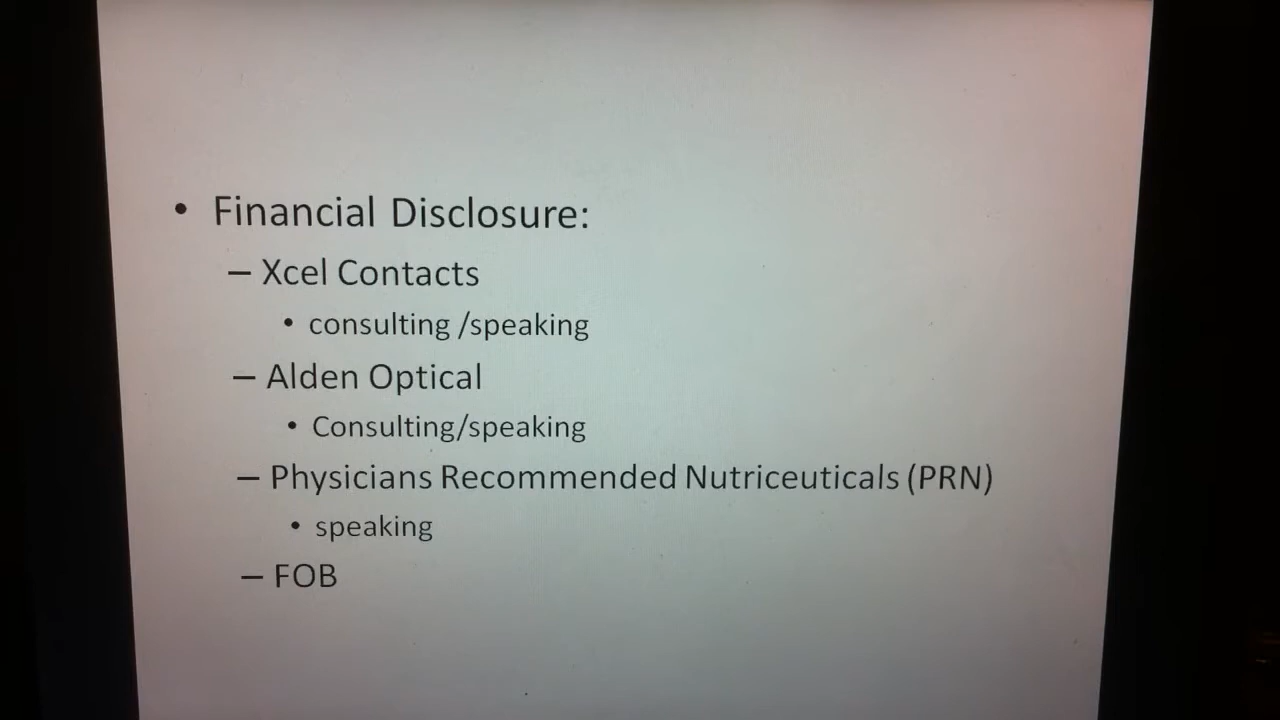 • Financial Disclosure:
– Xcel Contacts
• consulting /speaking
– Alden Optical
• Consulting/speaking
– Physicians Recommended Nutriceuticals (PRN)
• speaking
– FOB